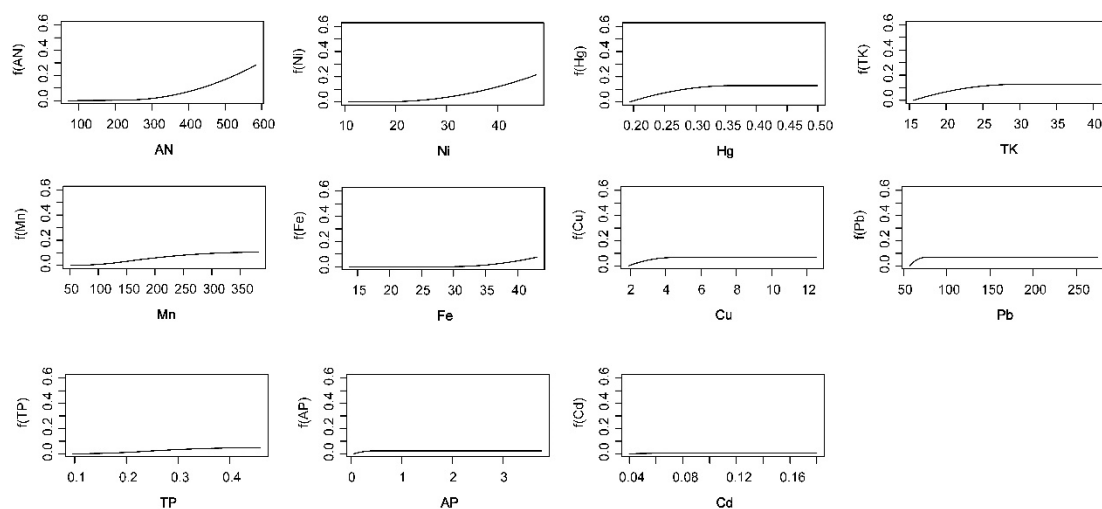 f(AN)
0.0 0.2 0.4 0.6
100 200 300 400 500 600
AN
f(Ni)
0.0 0.2 0.4 0.6
10 20 30 40
Ni
f(Hg)
0.0 0.2 0.4 0.6
0.20 0.25 0.30 0.35 0.40 0.45 0.50
Hg
f(TK)
0.0 0.2 0.4 0.6
15 20 25 30 35 40
TK
f(Mn)
0.0 0.2 0.4 0.6
50 100 150 200 250 300 350
Mn
f(Fe)
0.0 0.2 0.4 0.6
15 20 25 30 35 40
Fe
f(Cu)
0.0 0.2 0.4 0.6
2 4 6 8 10 12
Cu
f(Pb)
0.0 0.2 0.4 0.6
50 100 150 200 250
Pb
f(TP)
0.0 0.2 0.4 0.6
0.1 0.2 0.3 0.4
TP
f(AP)
0.0 0.2 0.4 0.6
0 1 2 3
AP
f(Cd)
0.0 0.2 0.4 0.6
0.04 0.08 0.12 0.16
Cd